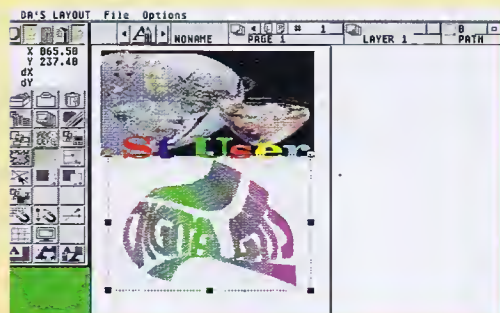 DA'S LAYOUT File Options
NONAME
PAGE 1
# 1
LAYER 1
0
PATH
X 865.50
Y 237.40
dX
dY
St User.